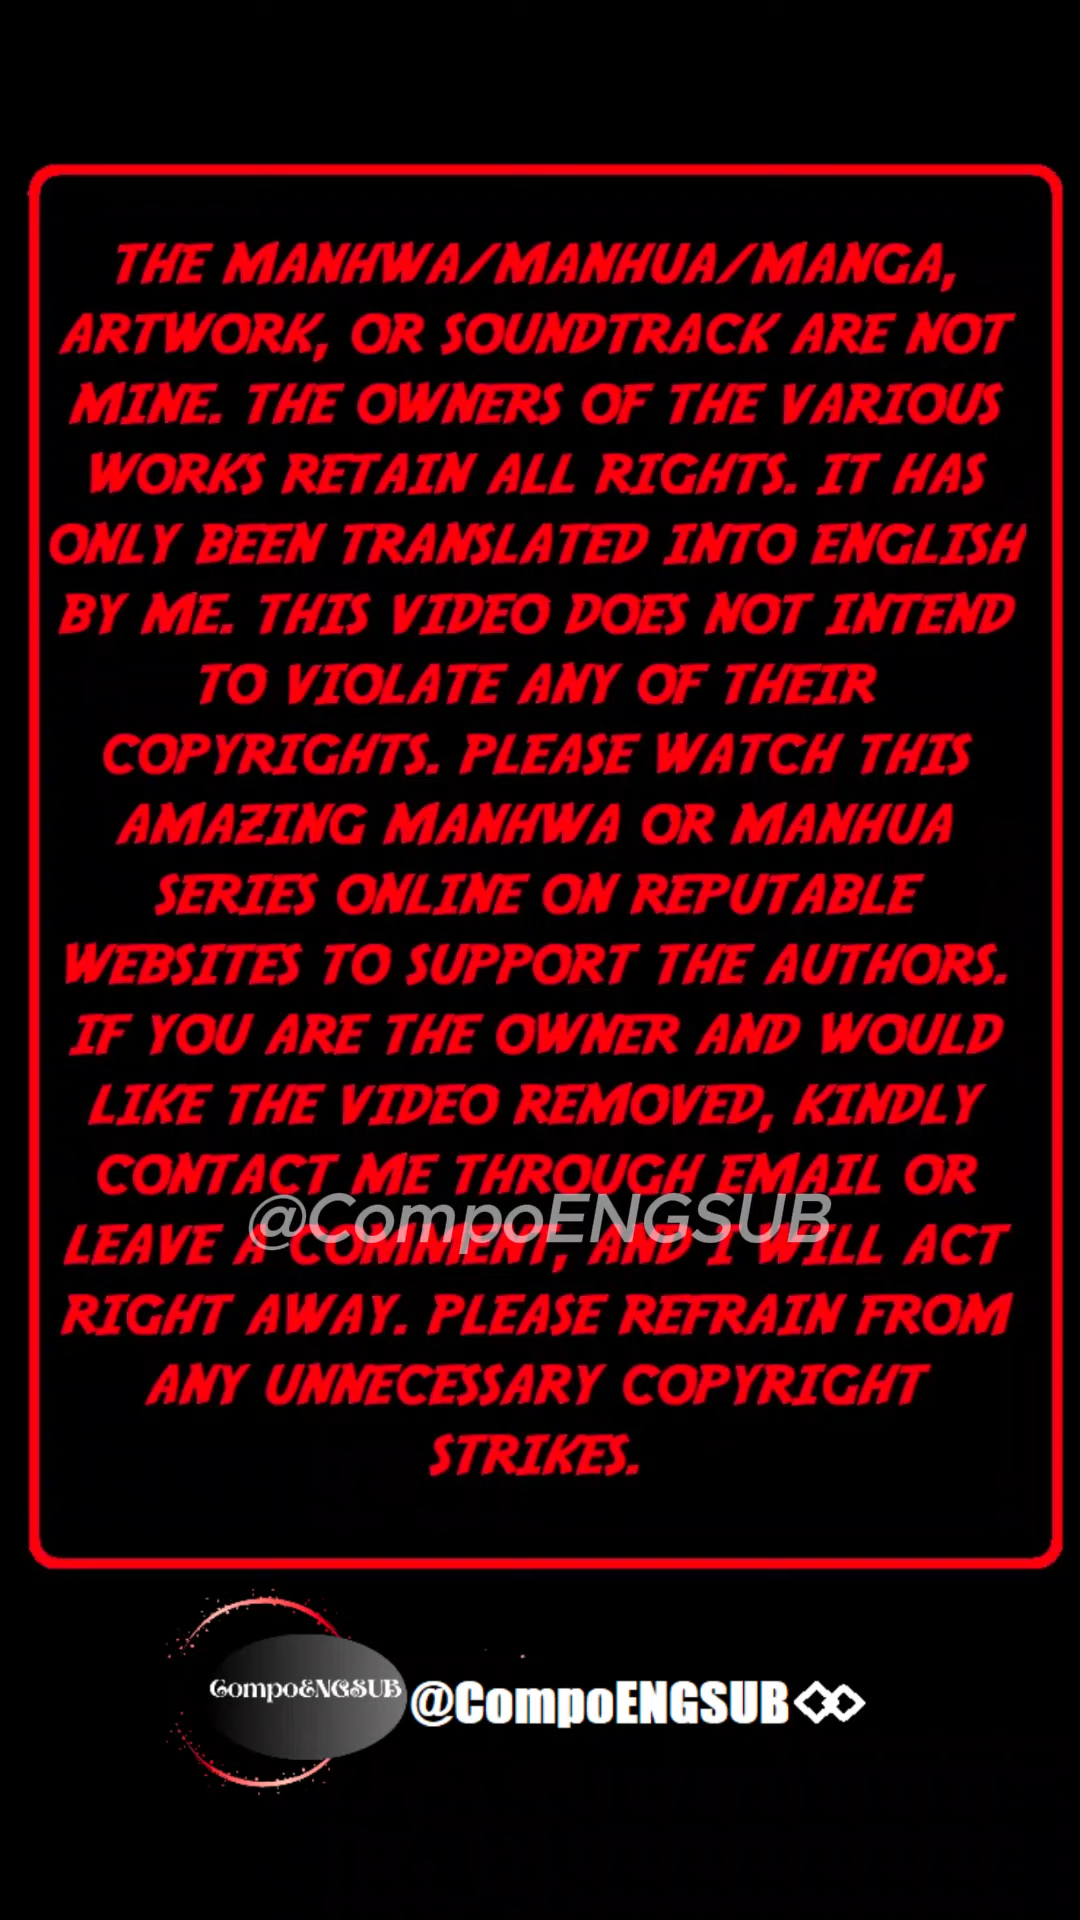 THE MANHWA/MANHUA/MANGA,
ARTWORK, OR SOUNDTRACK ARE NOT
MINE. THE OWNERS OF THE VARIOUS
WORKS RETAIN ALL RIGHTS. IT HAS
ONLY BEEN TRANSLATED INTO ENGLISH
BY ME. THIS VIDEO DOES NOT INTEND
TO VIOLATE ANY OF THEIR
COPYRIGHTS. PLEASE WATCH THIS
AMAZING MANHWA OR MANHUA
SERIES ONLINE ON REPUTABLE
WEBSITES TO SUPPORT THE AUTHORS.
IF YOU ARE THE OWNER AND WOULD
LIKE THE VIDEO REMOVED, KINDLY
CONTACT ME THROUGH EMAIL OR
@CompoENGSUB
LEAVE A COMMENT, AND I WILL ACT
RIGHT AWAY. PLEASE REFRAIN FROM
ANY UNNECESSARY COPYRIGHT
STRIKES.
CompoENGSUB
@CompoENGSUB